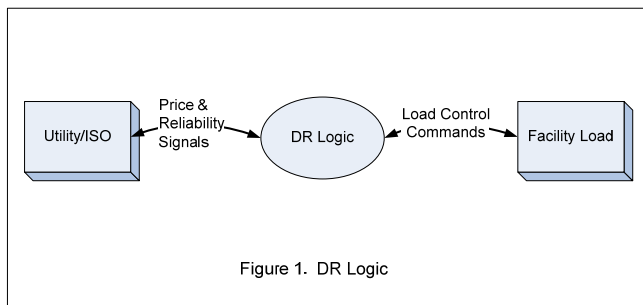 Utility/ISO
Price &
Reliability
Signals
DR Logic
Load Control
Commands
Facility Load
Figure 1. DR Logic